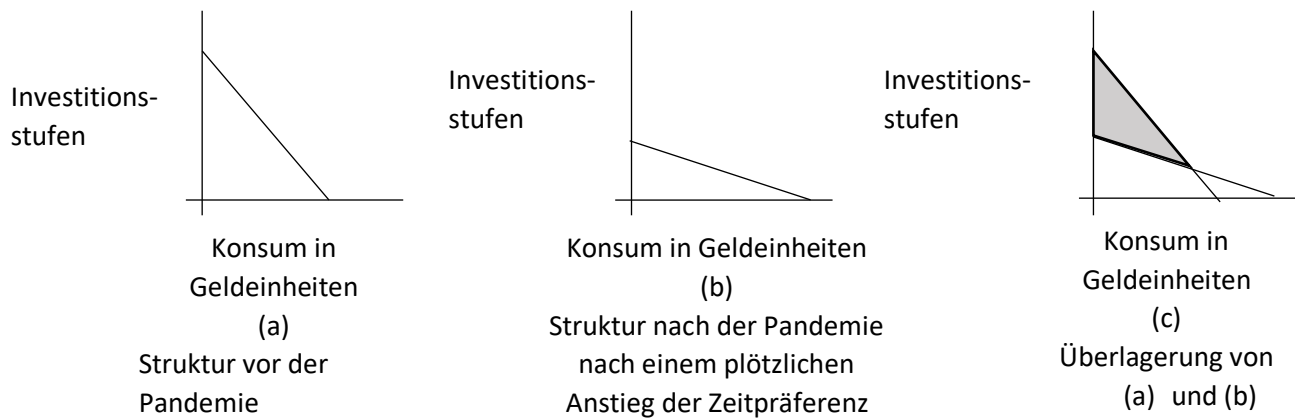 Investitions-
stufen
Konsum in
Geldeinheiten
(a)
Struktur vor der
Pandemie
Investitions-
stufen
Konsum in Geldeinheiten
(b)
Struktur nach der Pandemie
nach einem plötzlichen
Anstieg der Zeitpräferenz
Investitions-
stufen
Konsum in
Geldeinheiten
(c)
Überlagerung von
(a) und (b)